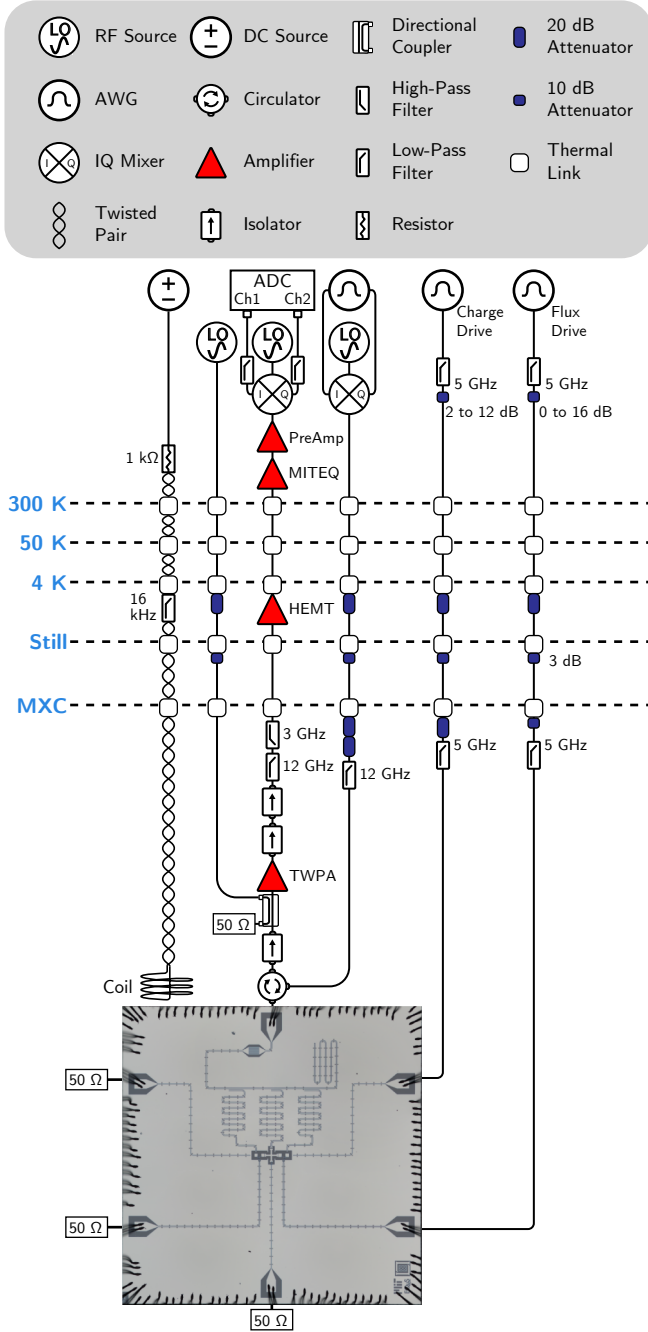 LO
RF Source
+
−
DC Source
Directional
Coupler
20 dB
Attenuator
AWG
Circulator
High-Pass
Filter
10 dB
Attenuator
I
Q
IQ Mixer
Amplifier
Low-Pass
Filter
Thermal
Link
Twisted
Pair
Isolator
Resistor
+
−
ADC
Ch1
Ch2
Charge
Drive
Flux
Drive
LO
LO
LO
I
Q
I
Q
5 GHz
2 to 12 dB
5 GHz
0 to 16 dB
PreAmp
1 kΩ
MITEQ
300 K
50 K
4 K
16
kHz
HEMT
Still
3 dB
MXC
3 GHz
12 GHz
12 GHz
5 GHz
5 GHz
TWPA
50 Ω
Coil
50 Ω
50 Ω
50 Ω